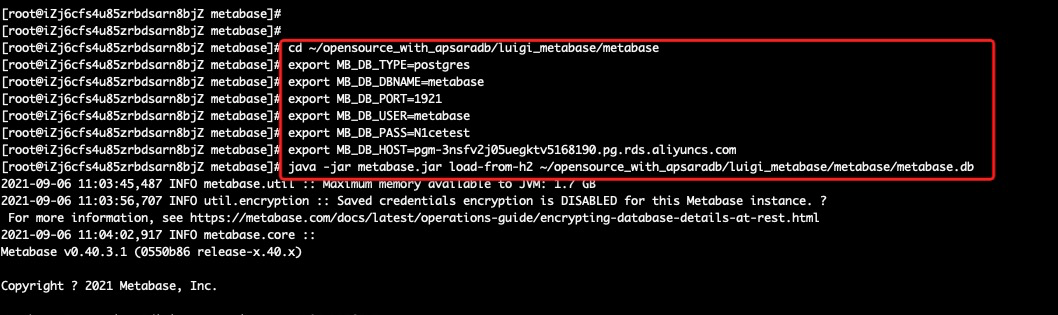 [root@iZj6cfs4u85zrbdsarn8bjZ metabase]#
[root@iZj6cfs4u85zrbdsarn8bjZ metabase]#
[root@iZj6cfs4u85zrbdsarn8bjZ metabase]# cd ~/opensource_with_apsaradb/luigi_metabase/metabase
[root@iZj6cfs4u85zrbdsarn8bjZ metabase]# export MB_DB_TYPE=postgres
[root@iZj6cfs4u85zrbdsarn8bjZ metabase]# export MB_DB_DBNAME=metabase
[root@iZj6cfs4u85zrbdsarn8bjZ metabase]# export MB_DB_PORT=1921
[root@iZj6cfs4u85zrbdsarn8bjZ metabase]# export MB_DB_USER=metabase
[root@iZj6cfs4u85zrbdsarn8bjZ metabase]# export MB_DB_PASS=N1cetest
[root@iZj6cfs4u85zrbdsarn8bjZ metabase]# export MB_DB_HOST=pgm-3nsfv2j05uegktv5168190.pg.rds.aliyuncs.com
[root@iZj6cfs4u85zrbdsarn8bjZ metabase]# java -jar metabase.jar load-from-h2 ~/opensource_with_apsaradb/luigi_metabase/metabase/metabase.db
2021-09-06 11:03:45,487 INFO metabase.util :: Maximum memory available to JVM: 1.7 GB
2021-09-06 11:03:56,707 INFO util.encryption :: Saved credentials encryption is DISABLED for this Metabase instance. ?
For more information, see https://metabase.com/docs/latest/operations-guide/encrypting-database-details-at-rest.html
2021-09-06 11:04:02,917 INFO metabase.core ::
Metabase v0.40.3.1 (0550b86 release-x.40.x)
Copyright ? 2021 Metabase, Inc.